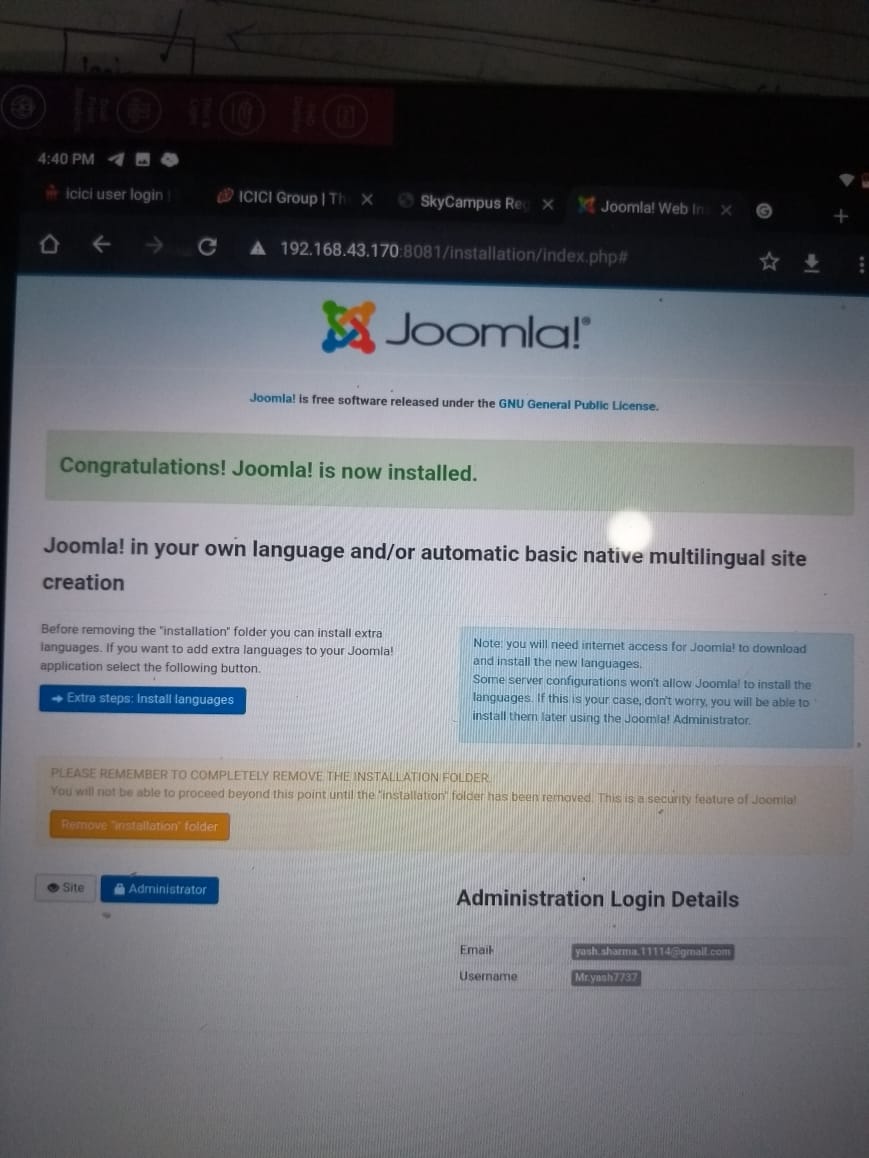 4:40 PM
icici user login
ICICI Group | Th
SkyCampus Reg
Joomla! Web In
192.168.43.170:8081/installation/index.php#
Joomla!®
Joomla! is free software released under the GNU General Public License.
Congratulations! Joomla! is now installed.
Joomla! in your own language and/or automatic basic native multilingual site
creation
Before removing the "installation" folder you can install extra
languages. If you want to add extra languages to your Joomla!
application select the following button.
Extra steps: Install languages
Note: you will need internet access for Joomla! to download
and install the new languages.
Some server configurations won't allow Joomla! to install the
languages. If this is your case, don't worry, you will be able to
install them later using the Joomla! Administrator.
PLEASE REMEMBER TO COMPLETELY REMOVE THE INSTALLATION FOLDER.
You will not be able to proceed beyond this point until the "installation" folder has been removed. This is a security feature of Joomla!
Remove "installation" folder
Site
Administrator
Administration Login Details
Email
yash.sharma.11114@gmail.com
Username
Mr.yash7737